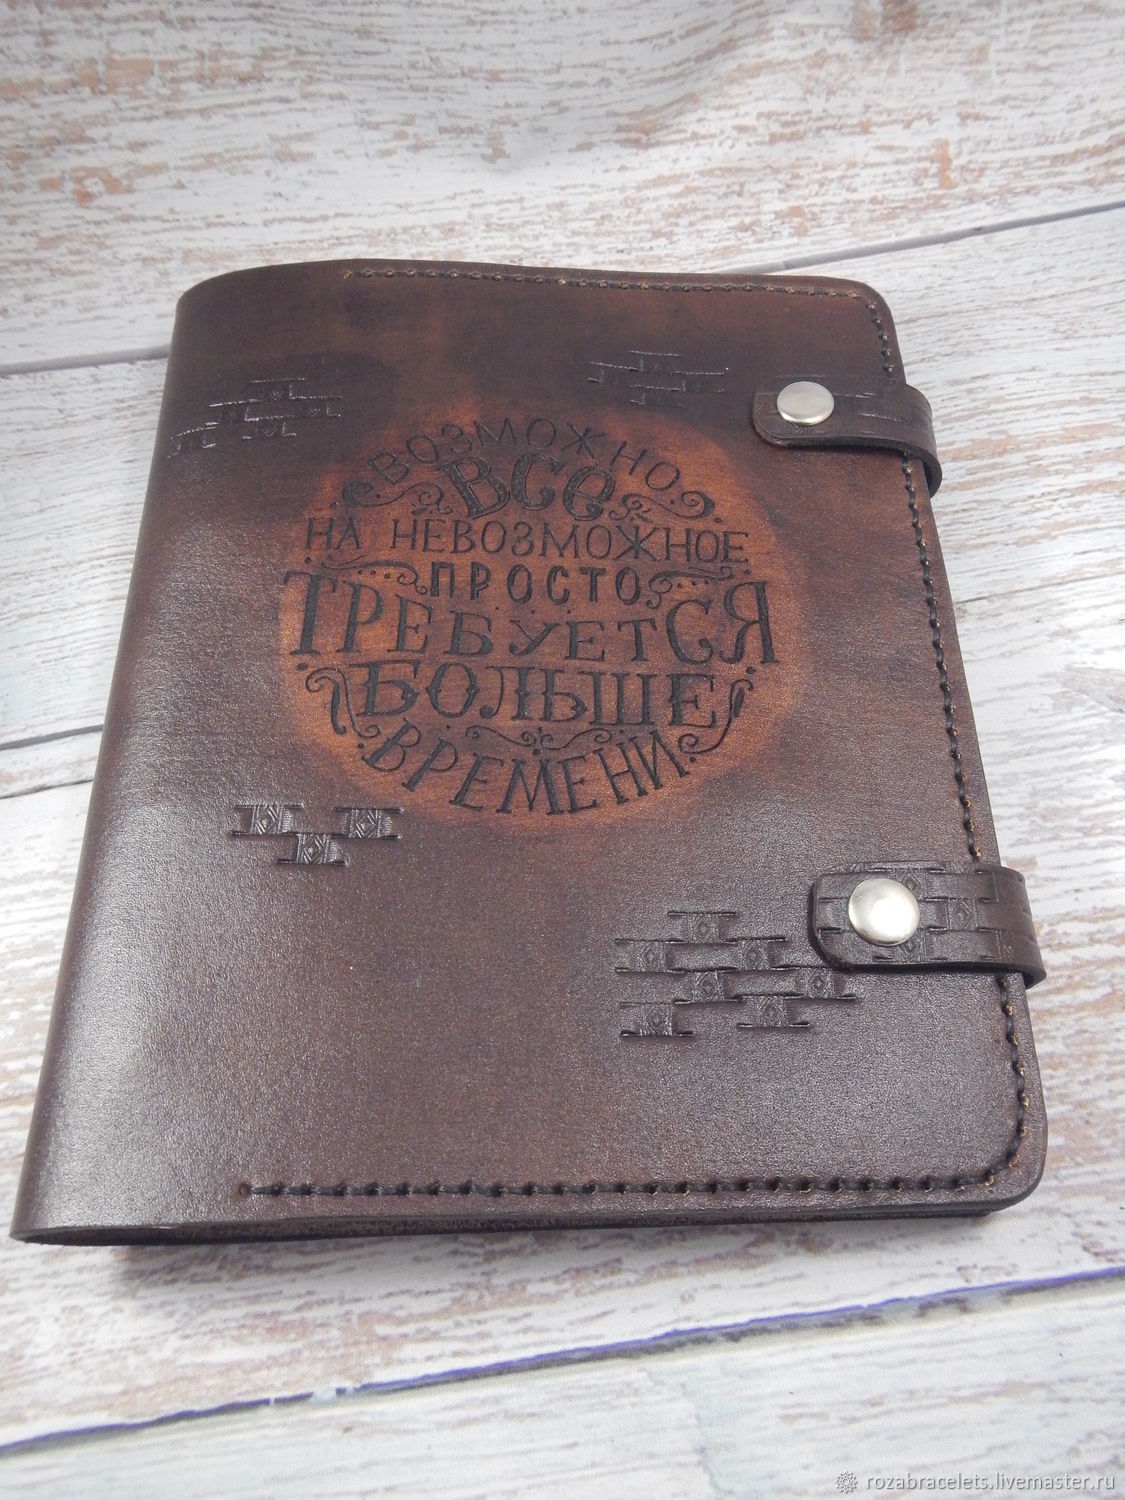 ВОЗМОЖНО
ВСЕ
НА НЕВОЗМОЖНОЕ
ПРОСТО
ТРЕБУЕТСЯ
БОЛЬШЕ
ВРЕМЕНИ
rozabracelets.livemaster.ru